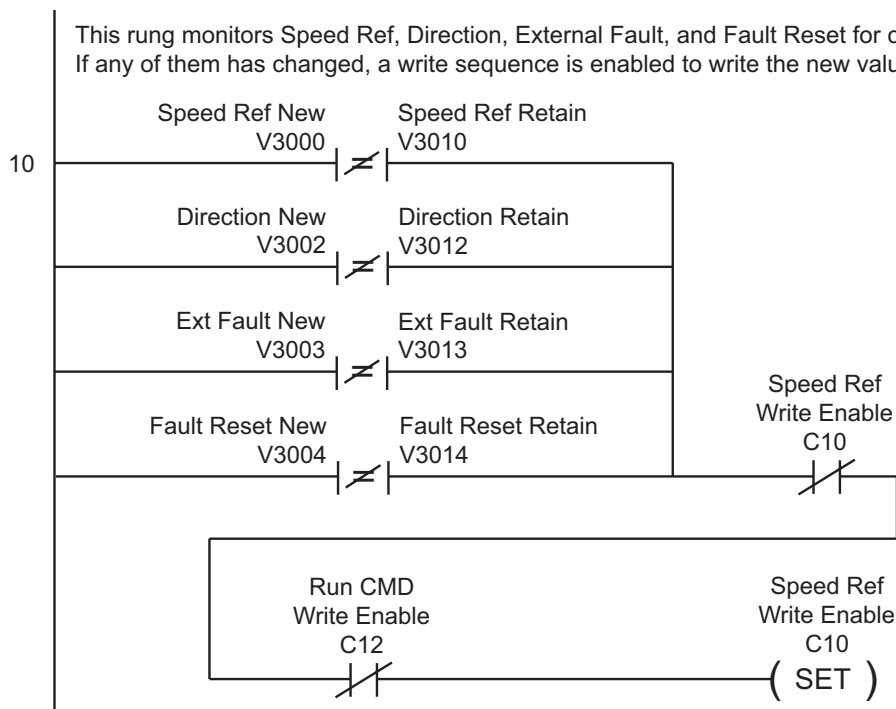 This rung monitors Speed Ref, Direction, External Fault, and Fault Reset for
If any of them has changed, a write sequence is enabled to write the new
Speed Ref New Speed Ref Retain
V3000 V3010
10
Direction New Direction Retain
V3002 V3012
Ext Fault New Ext Fault Retain
V3003 V3013
Speed Ref
Write Enable
C10
Fault Reset New Fault Reset Retain
V3004 V3014
Run CMD
Write Enable
C12
Speed Ref
Write Enable
C10
( SET )